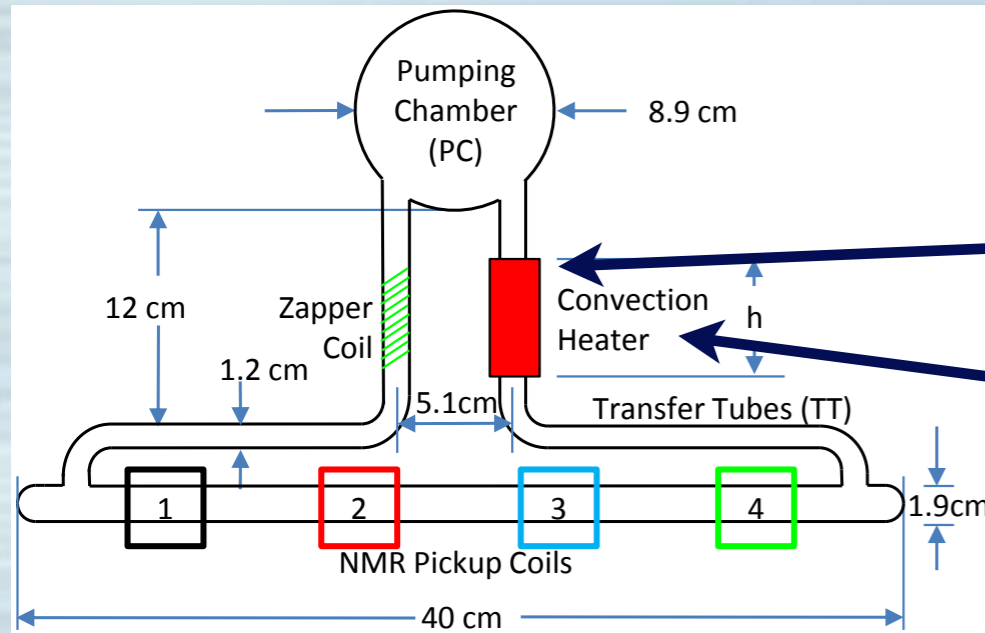 Pumping
Chamber
(PC)
8.9 cm
12 cm
Zapper
Coil
Convection
Heater
h
1.2 cm
5.1cm
Transfer Tubes (TT)
1
2
3
4
1.9cm
NMR Pickup Coils
40 cm